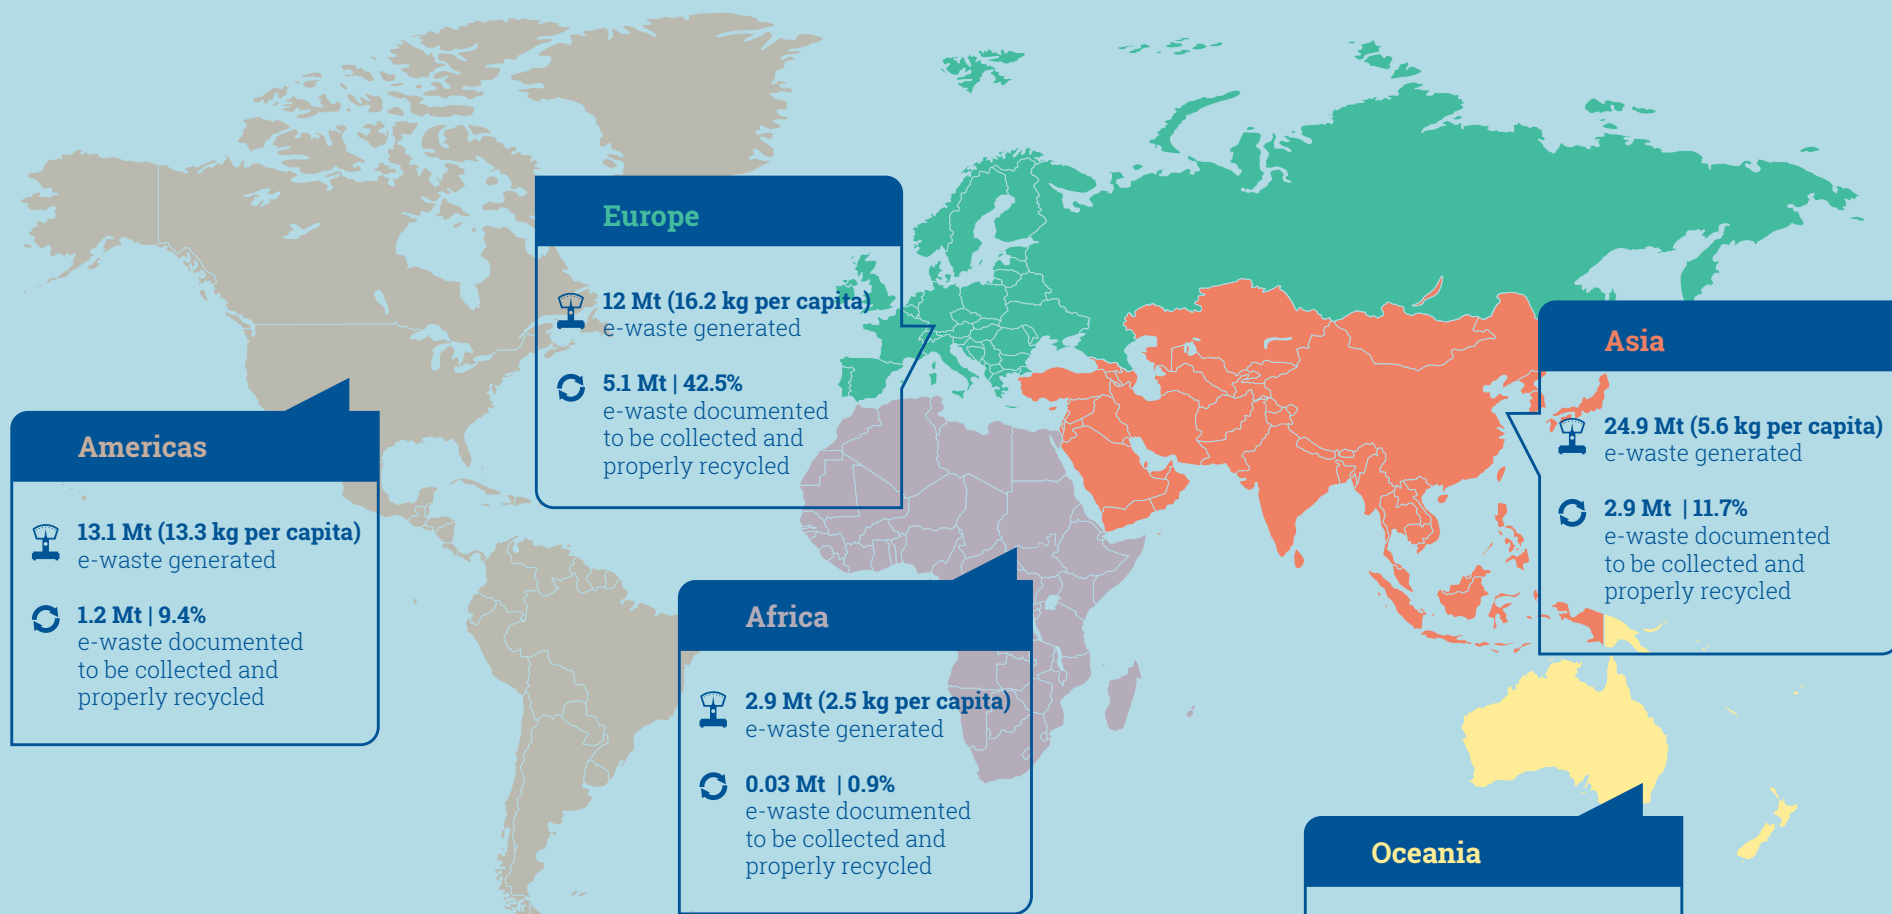 Europe
12 Mt (16.2 kg per capita)
e-waste generated
5.1 Mt | 42.5%
e-waste documented
to be collected and
properly recycled
Asia
24.9 Mt (5.6 kg per capita)
e-waste generated
2.9 Mt | 11.7%
e-waste documented
to be collected and
properly recycled
Americas
13.1 Mt (13.3 kg per capita)
e-waste generated
1.2 Mt | 9.4%
e-waste documented
to be collected and
properly recycled
Africa
2.9 Mt (2.5 kg per capita)
e-waste generated
0.03 Mt | 0.9%
e-waste documented
to be collected and
properly recycled
Oceania